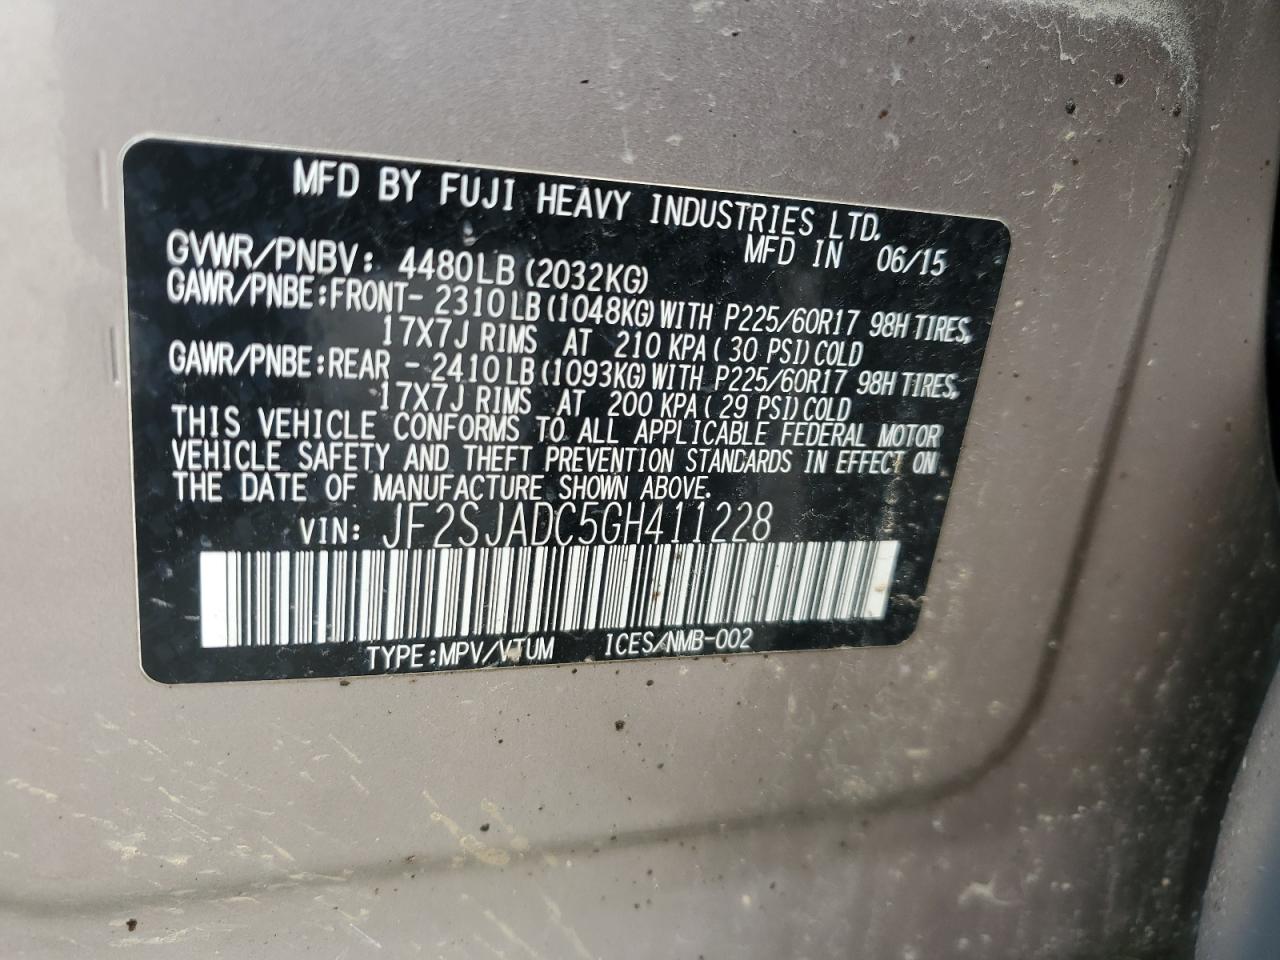 MFD BY FUJI HEAVY INDUSTRIES LTD.
MFD IN 06/15
GVWR/PNBV: 4480LB (2032KG)
GAWR/PNBE:FRONT- 2310LB (1048KG) WITH P225/60R17 98H TIRES,
17X7J RIMS AT 210 KPA( 30 PSI) COLD
GAWR/PNBE:REAR - 2410LB (1093KG) WITH P225/60R17 98H TIRES,
17X7J RIMS AT 200 KPA( 29 PSI) COLD
THIS VEHICLE CONFORMS TO ALL APPLICABLE FEDERAL MOTOR
VEHICLE SAFETY AND THEFT PREVENTION STANDARDS IN EFFECT ON
THE DATE OF MANUFACTURE SHOWN ABOVE.
VIN: JF2SJADC5GH411228
TYPE:MPV/VTUM ICES/NMB-002